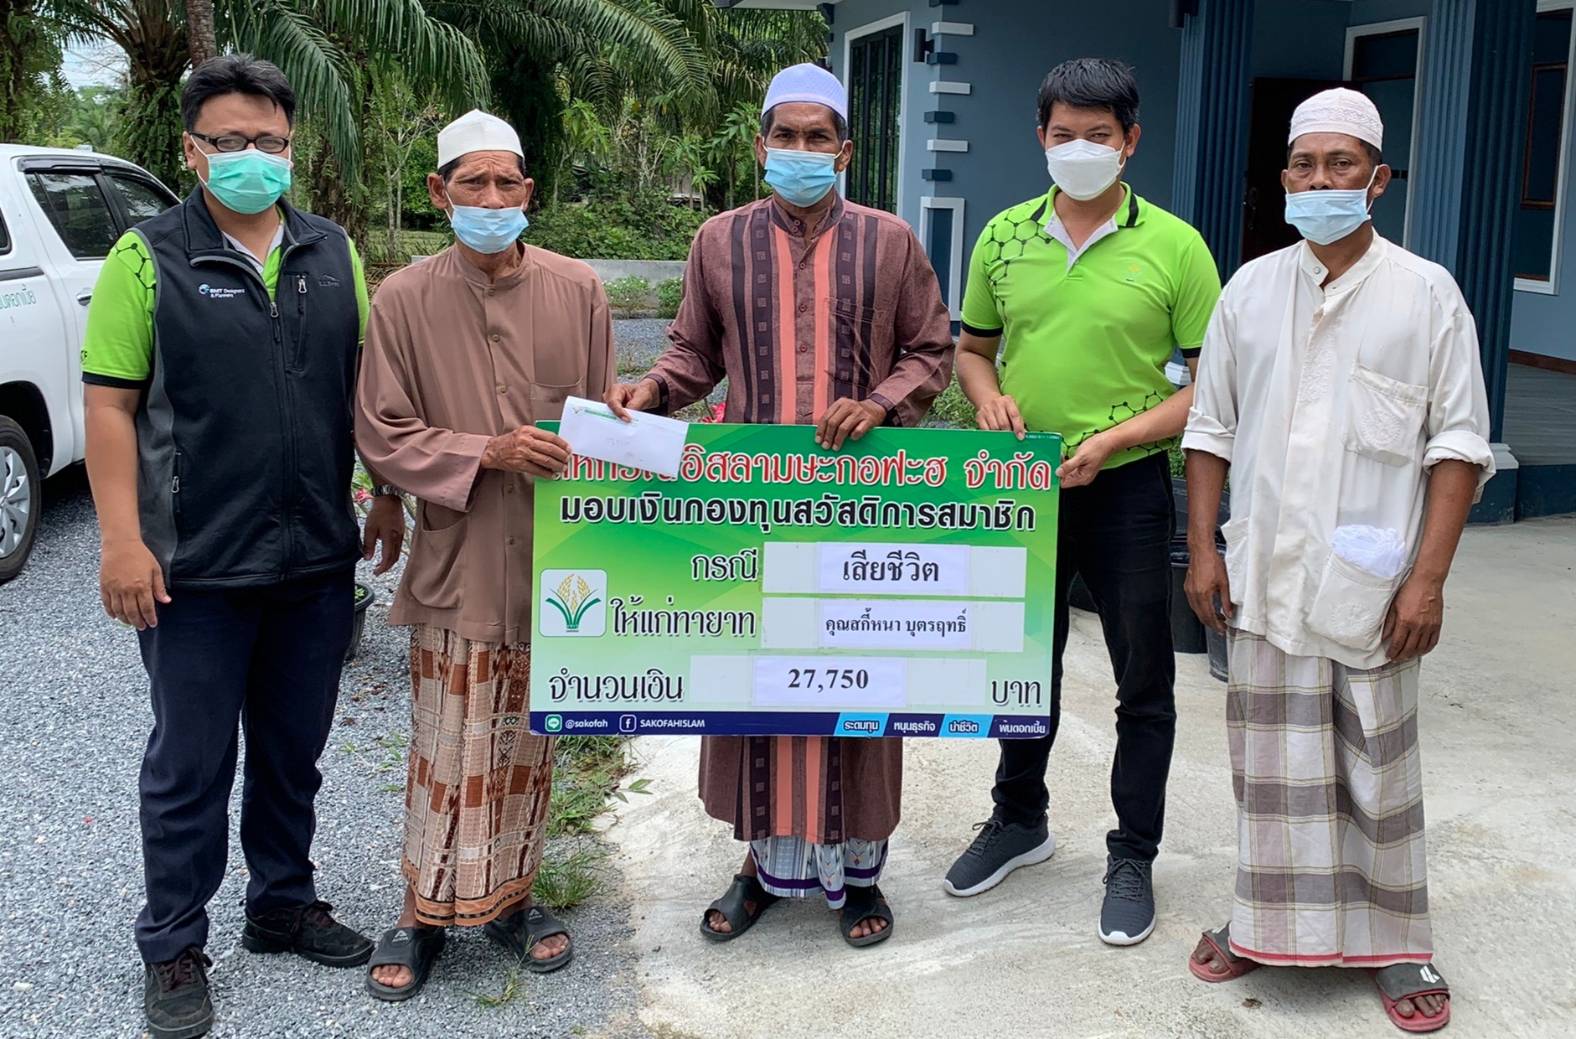 อิสลามษะกอฟะฮ จำกัด
มอบเงินกองทุนสวัสดิการสมาชิก
กรณี เสียชีวิต
ให้แก่ทายาท คุณสกี้หนา บุตรฤทธิ์
จำนวนเงิน 27,750 บาท
@sakofah SAKOFAHISLAM ระดมทุน หนุนธุรกิจ นำชีวิต พ้นดอกเบี้ย
BMT Designers & Planners